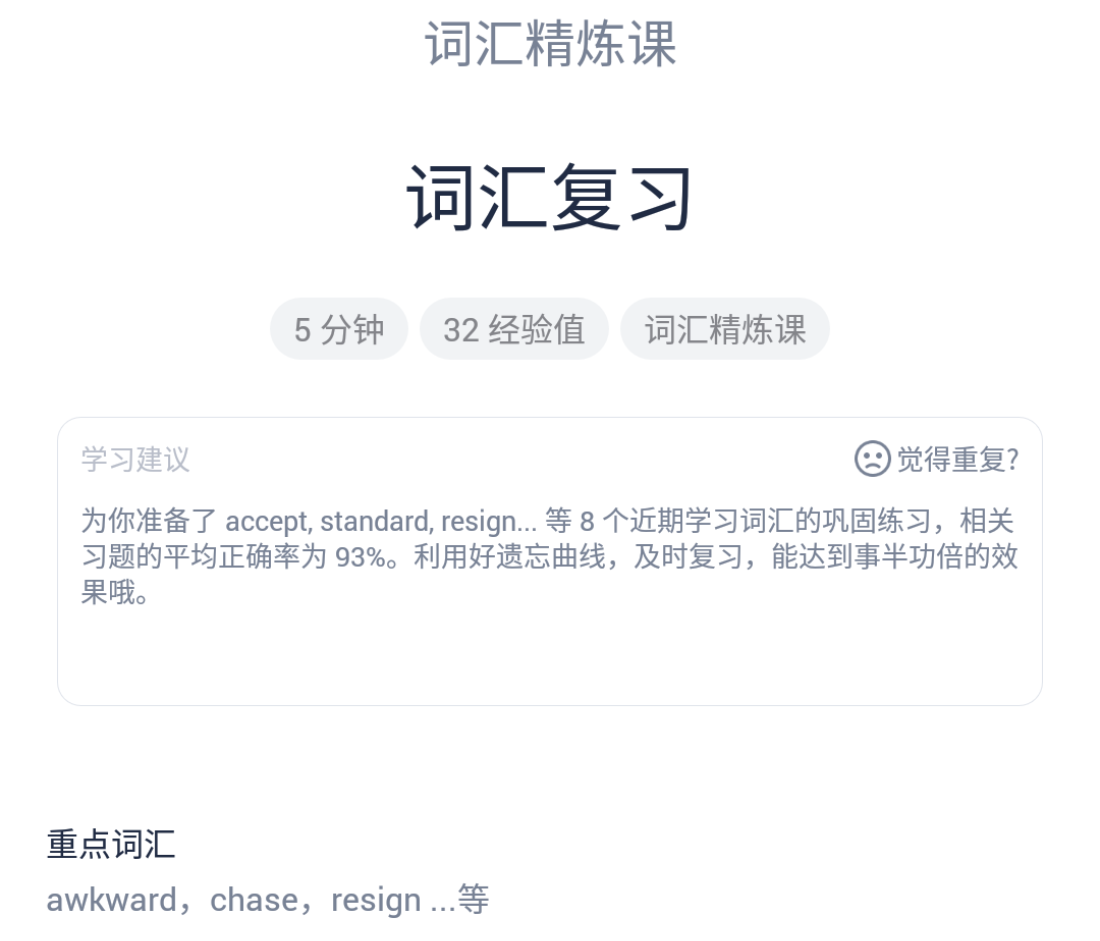 词汇精炼课
词汇复习
5 分钟 32 经验值 词汇精炼课
学习建议 觉得重复?
为你准备了 accept, standard, resign... 等 8 个近期学习词汇的巩固练习，相关
习题的平均正确率为 93%。利用好遗忘曲线，及时复习，能达到事半功倍的效
果哦。
重点词汇
awkward，chase，resign ...等